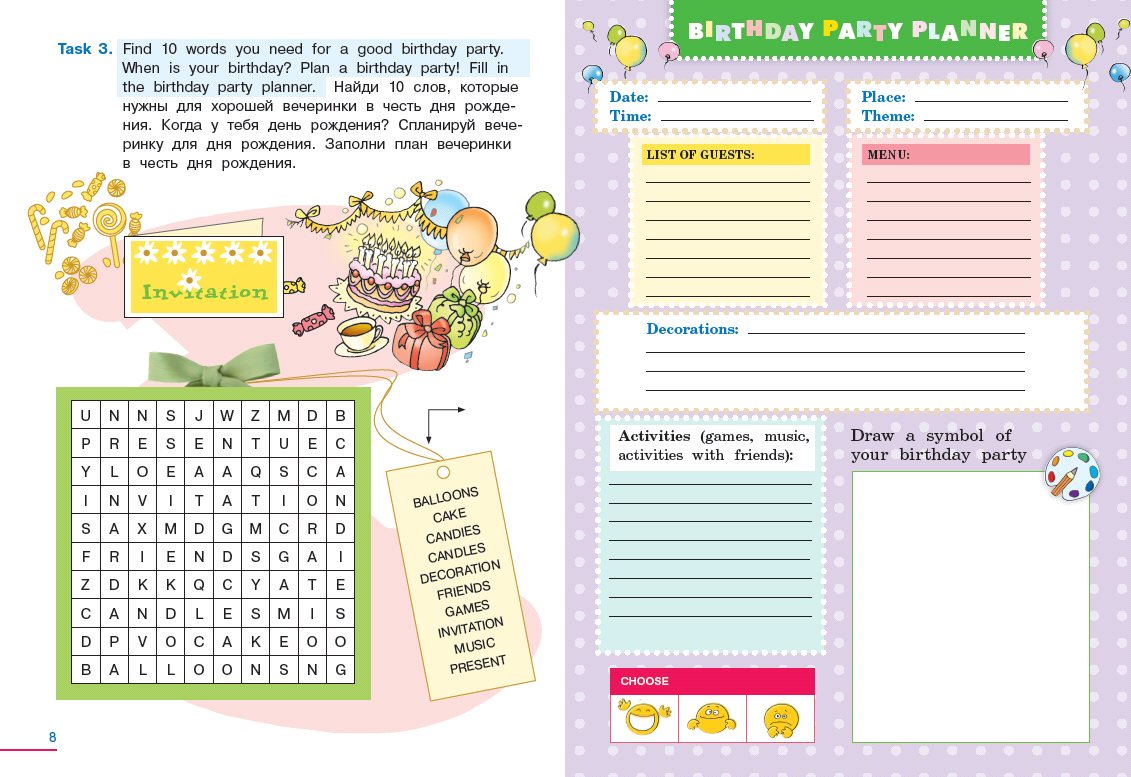 Task 3. Find 10 words you need for a good birthday party.
When is your birthday? Plan a birthday party! Fill in
the birthday party planner. Найди 10 слов, которые
нужны для хорошей вечеринки в честь дня рожде-
ния. Когда у тебя день рождения? Спланируй вече-
ринку для дня рождения. Заполни план вечеринки
в честь дня рождения.
Invitation
U N N S J W Z M D B
P R E S E N T U E C
Y L O E A A Q S C A
I N V I T A T I O N
S A X M D G M C R D
F R I E N D S G A I
Z D K K Q C Y A T E
C A N D L E S M I S
D P V O C A K E O O
B A L L O O N S N G
BALLOONS
CAKE
CANDIES
CANDLES
DECORATION
FRIENDS
GAMES
INVITATION
MUSIC
PRESENT
8
BIRTHDAY PARTY PLANNER
Date:
Time:
Place:
Theme:
LIST OF GUESTS:
MENU:
Decorations:
Activities (games, music,
activities with friends):
Draw a symbol of
your birthday party
CHOOSE